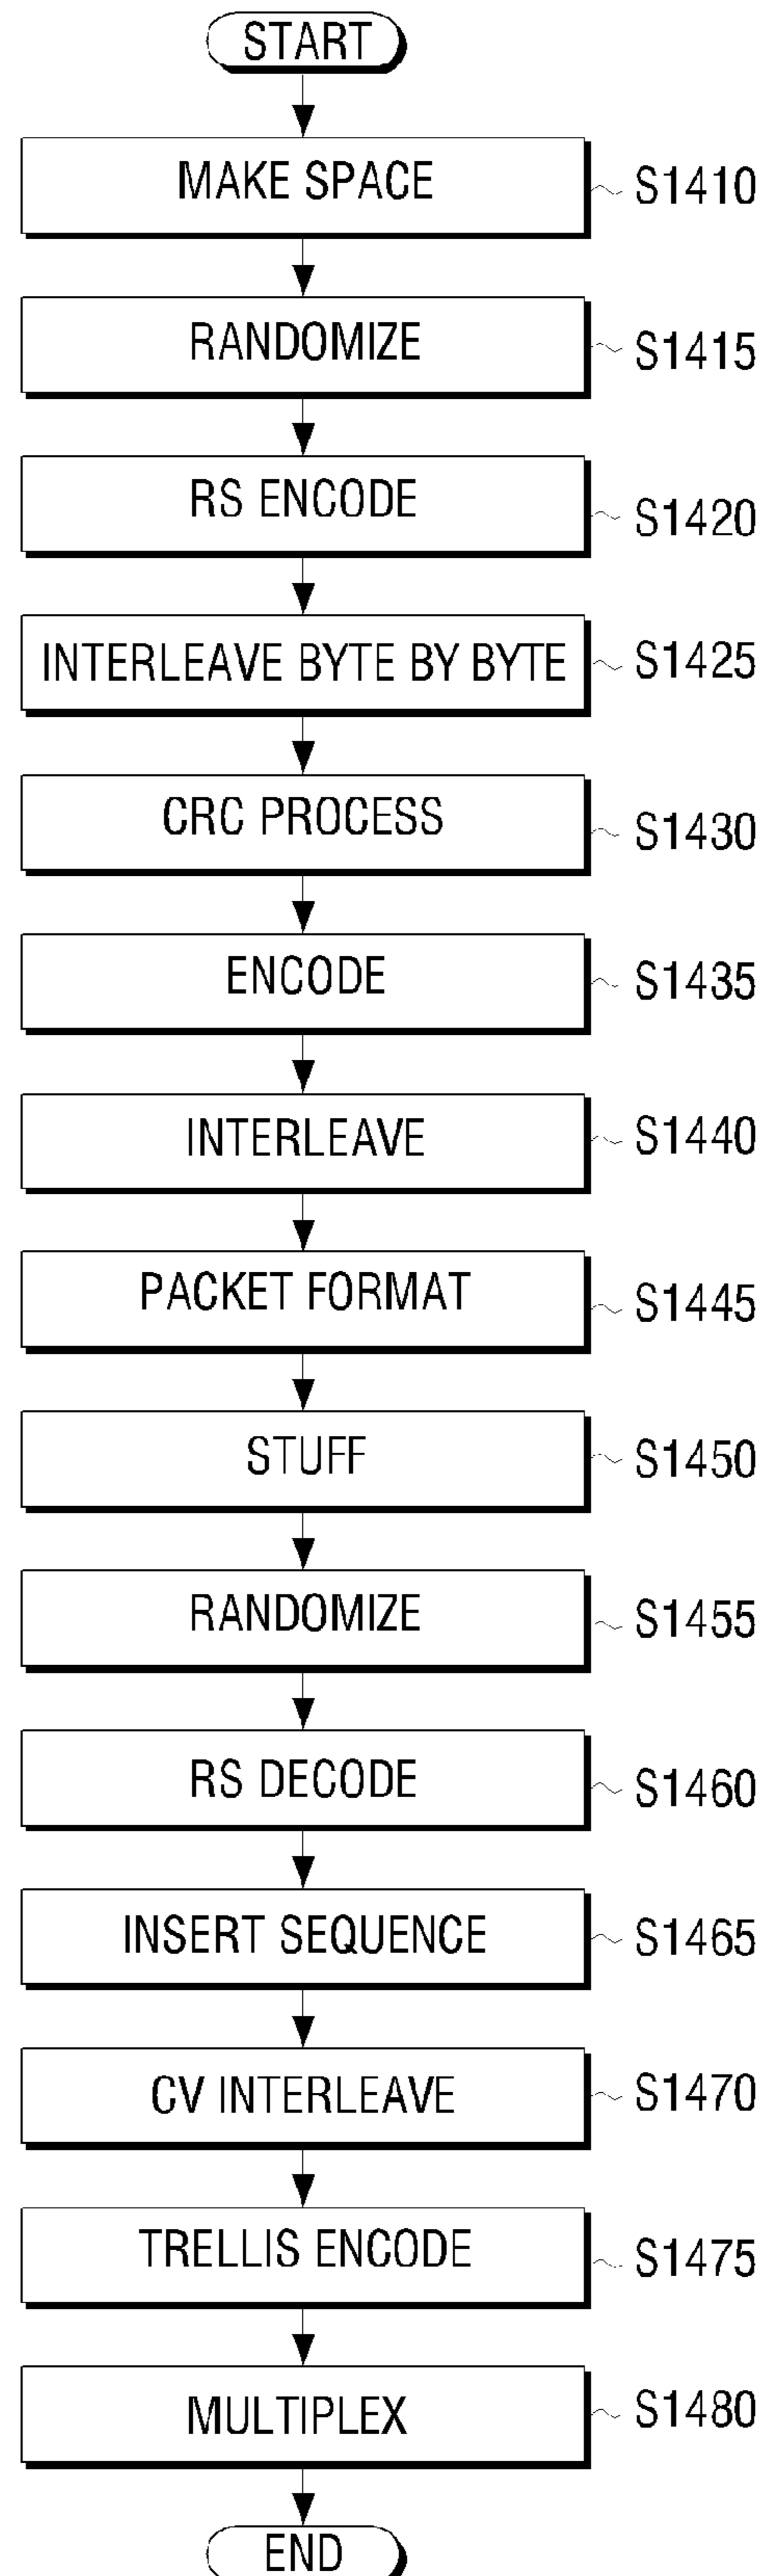 START
MAKE SPACE S1410
RANDOMIZE S1415
RS ENCODE S1420
INTERLEAVE BYTE BY BYTE S1425
CRC PROCESS S1430
ENCODE S1435
INTERLEAVE S1440
PACKET FORMAT S1445
STUFF S1450
RANDOMIZE S1455
RS DECODE S1460
INSERT SEQUENCE S1465
CV INTERLEAVE S1470
TRELLIS ENCODE S1475
MULTIPLEX S1480
END